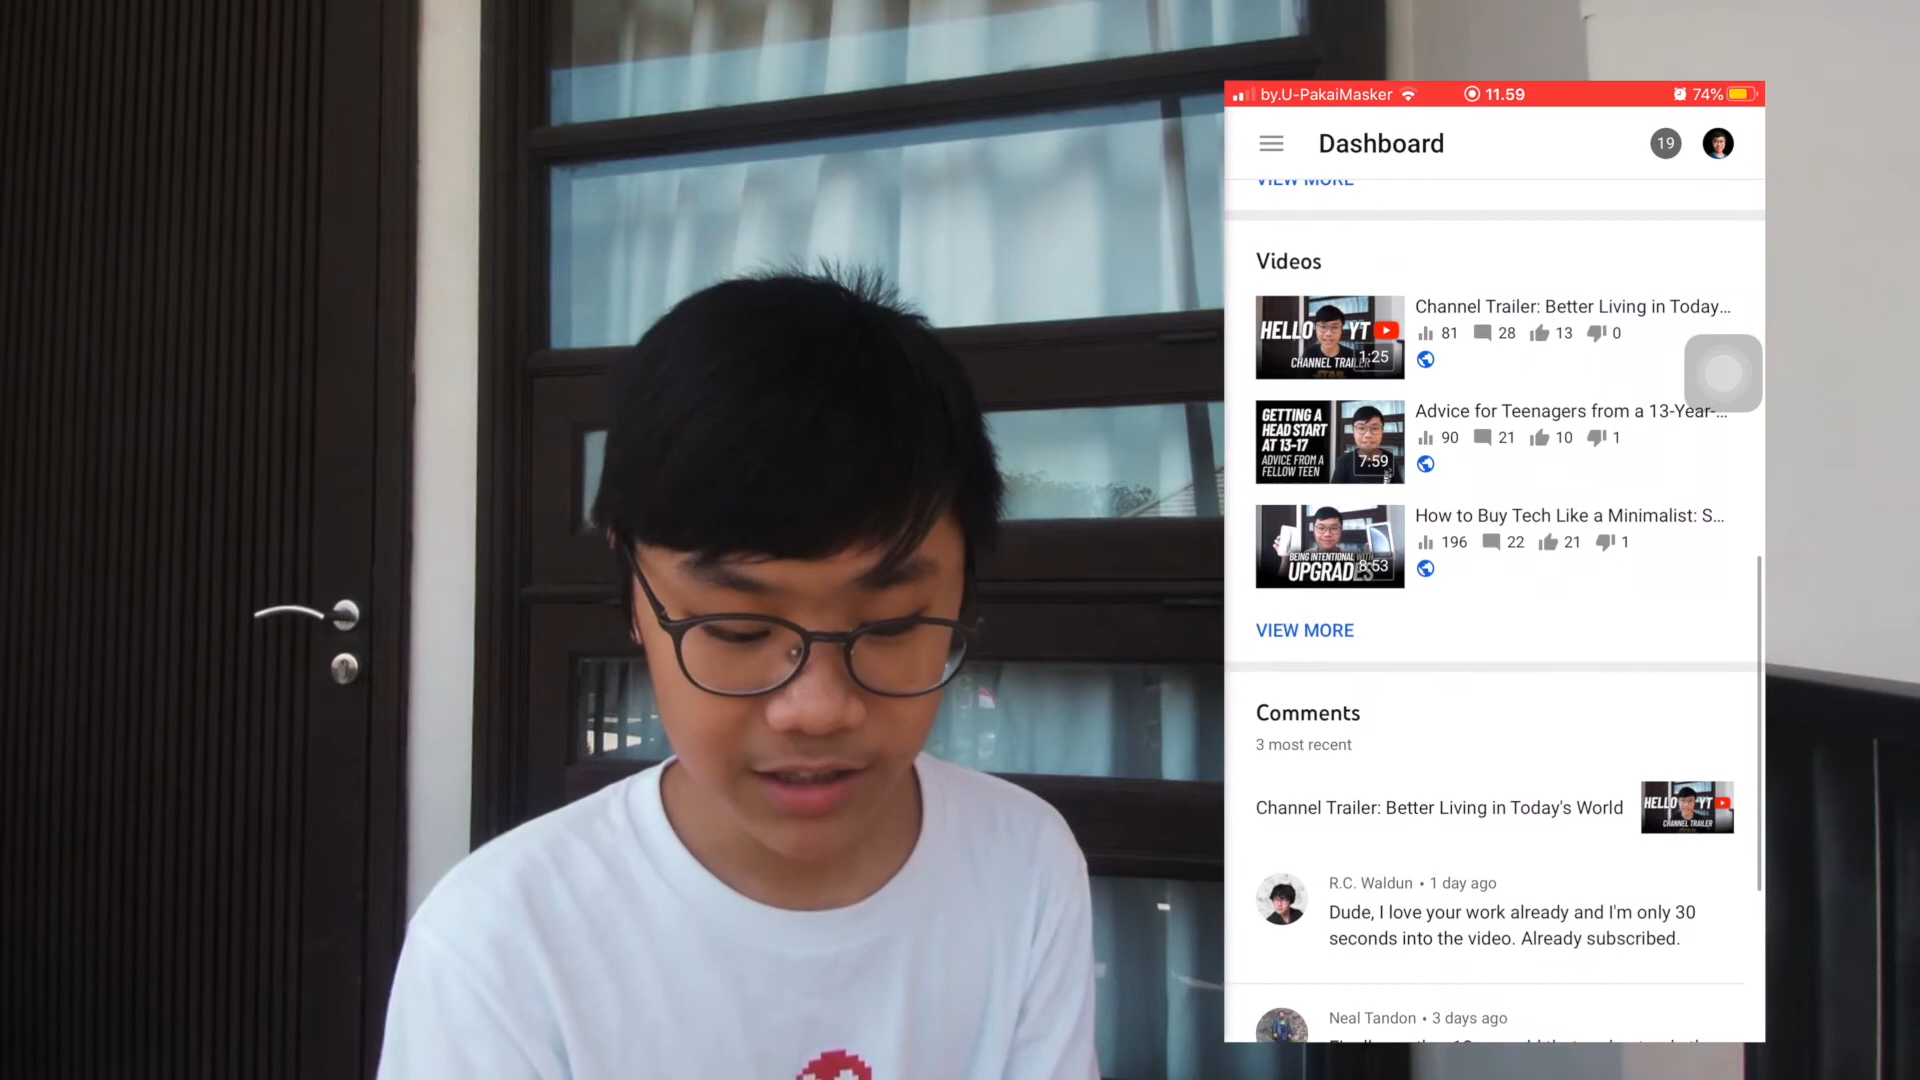 by.U-PakaiMasker 11.59 74%
Dashboard 19
VIEW MORE
Videos
HELLO YT
CHANNEL TRAILER
1:25
Channel Trailer: Better Living in Today...
81 28 13 0
GETTING A
HEAD START
AT 13-17
ADVICE FROM A
FELLOW TEEN
7:59
Advice for Teenagers from a 13-Year-...
90 21 10 1
BEING INTENTIONAL WITH
UPGRADES
8:53
How to Buy Tech Like a Minimalist: S...
196 22 21 1
VIEW MORE
Comments
3 most recent
Channel Trailer: Better Living in Today's World
HELLO YT
CHANNEL TRAILER
R.C. Waldun • 1 day ago
Dude, I love your work already and I'm only 30
seconds into the video. Already subscribed.
Neal Tandon • 3 days ago